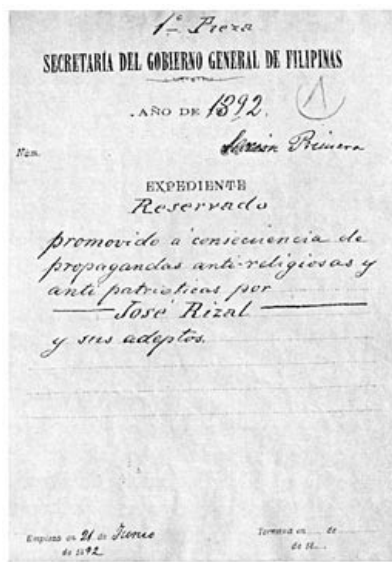 1ª Pieza
SECRETARÍA DEL GOBIERNO GENERAL DE FILIPINAS
AÑO DE 1892.
1
Sección Primera
Núm.
EXPEDIENTE
Reservado
promovido á consecuencia de
propagandas anti-religiosas y
anti patrioticas por
José Rizal
y sus adeptos.
Empieza en 21 de Junio
de 1892
Termina en de
de 18